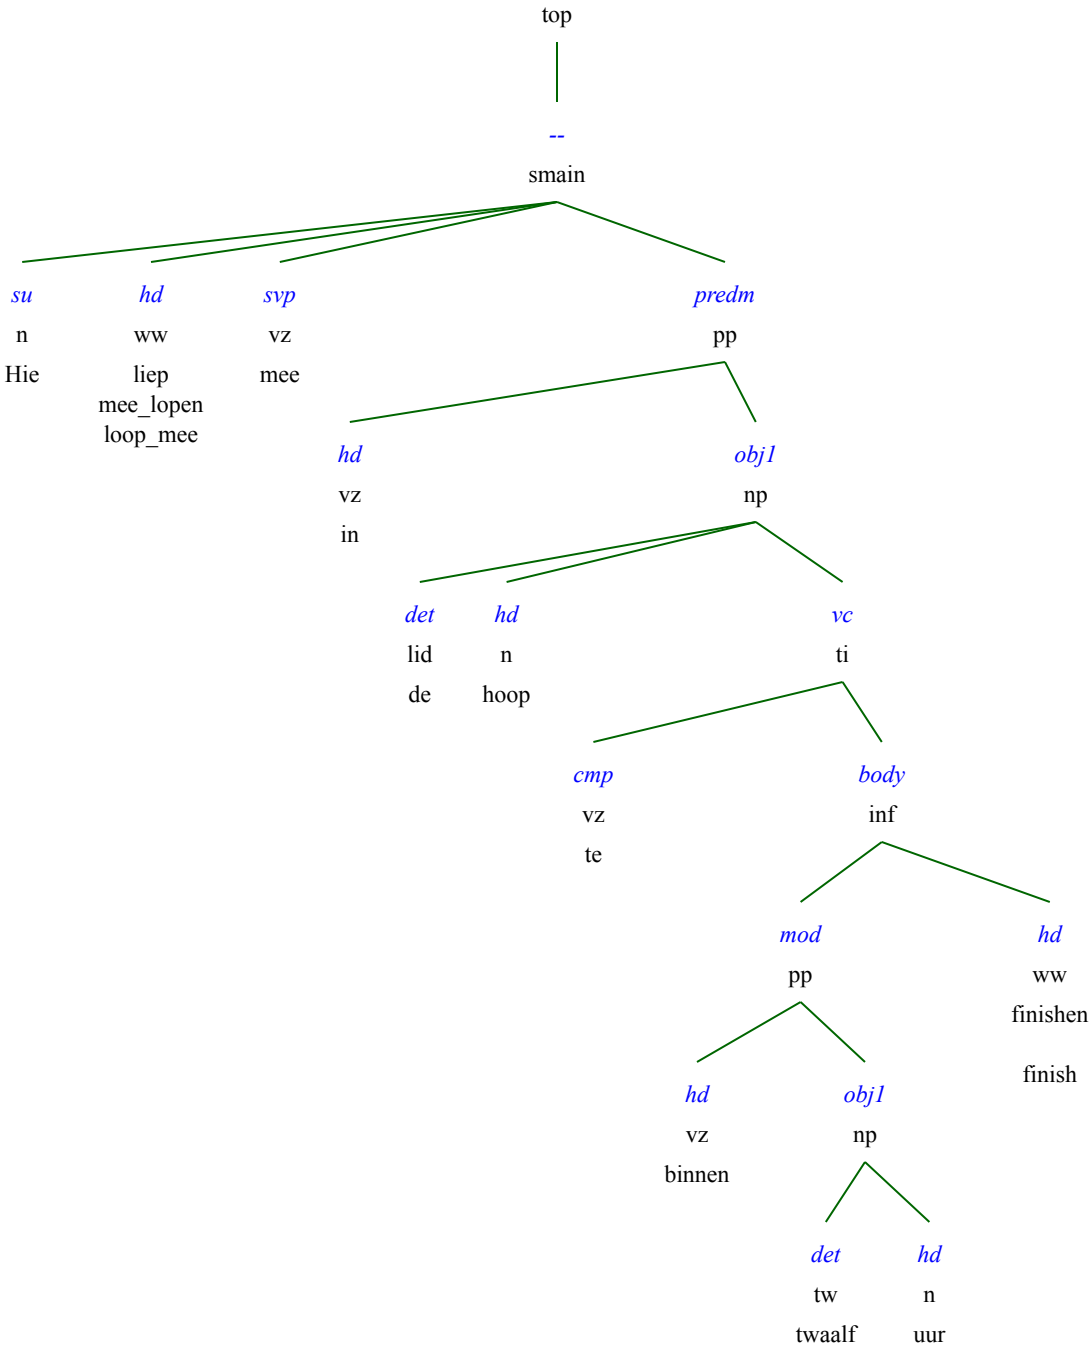 top
--
smain
su hd svp predm
n ww vz pp
Hie liep mee
mee_lopen
loop_mee
hd obj1
vz np
in
det hd vc
lid n ti
de hoop
cmp body
vz inf
te
mod hd
pp ww
finishen
finish
hd obj1
vz np
binnen
det hd
tw n
twaalf uur